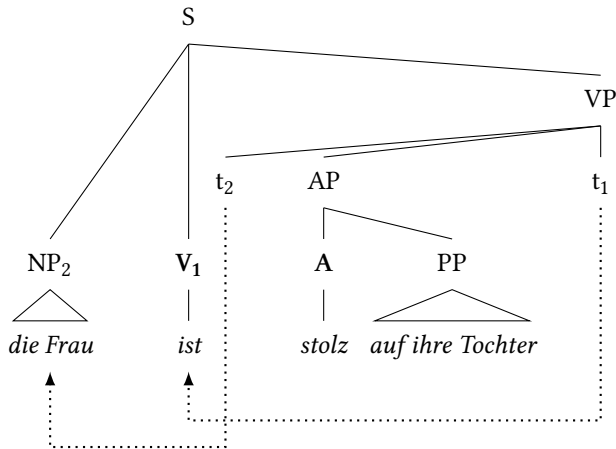 S
VP
t₂ AP t₁
NP₂ V₁ A PP
die Frau ist stolz auf ihre Tochter